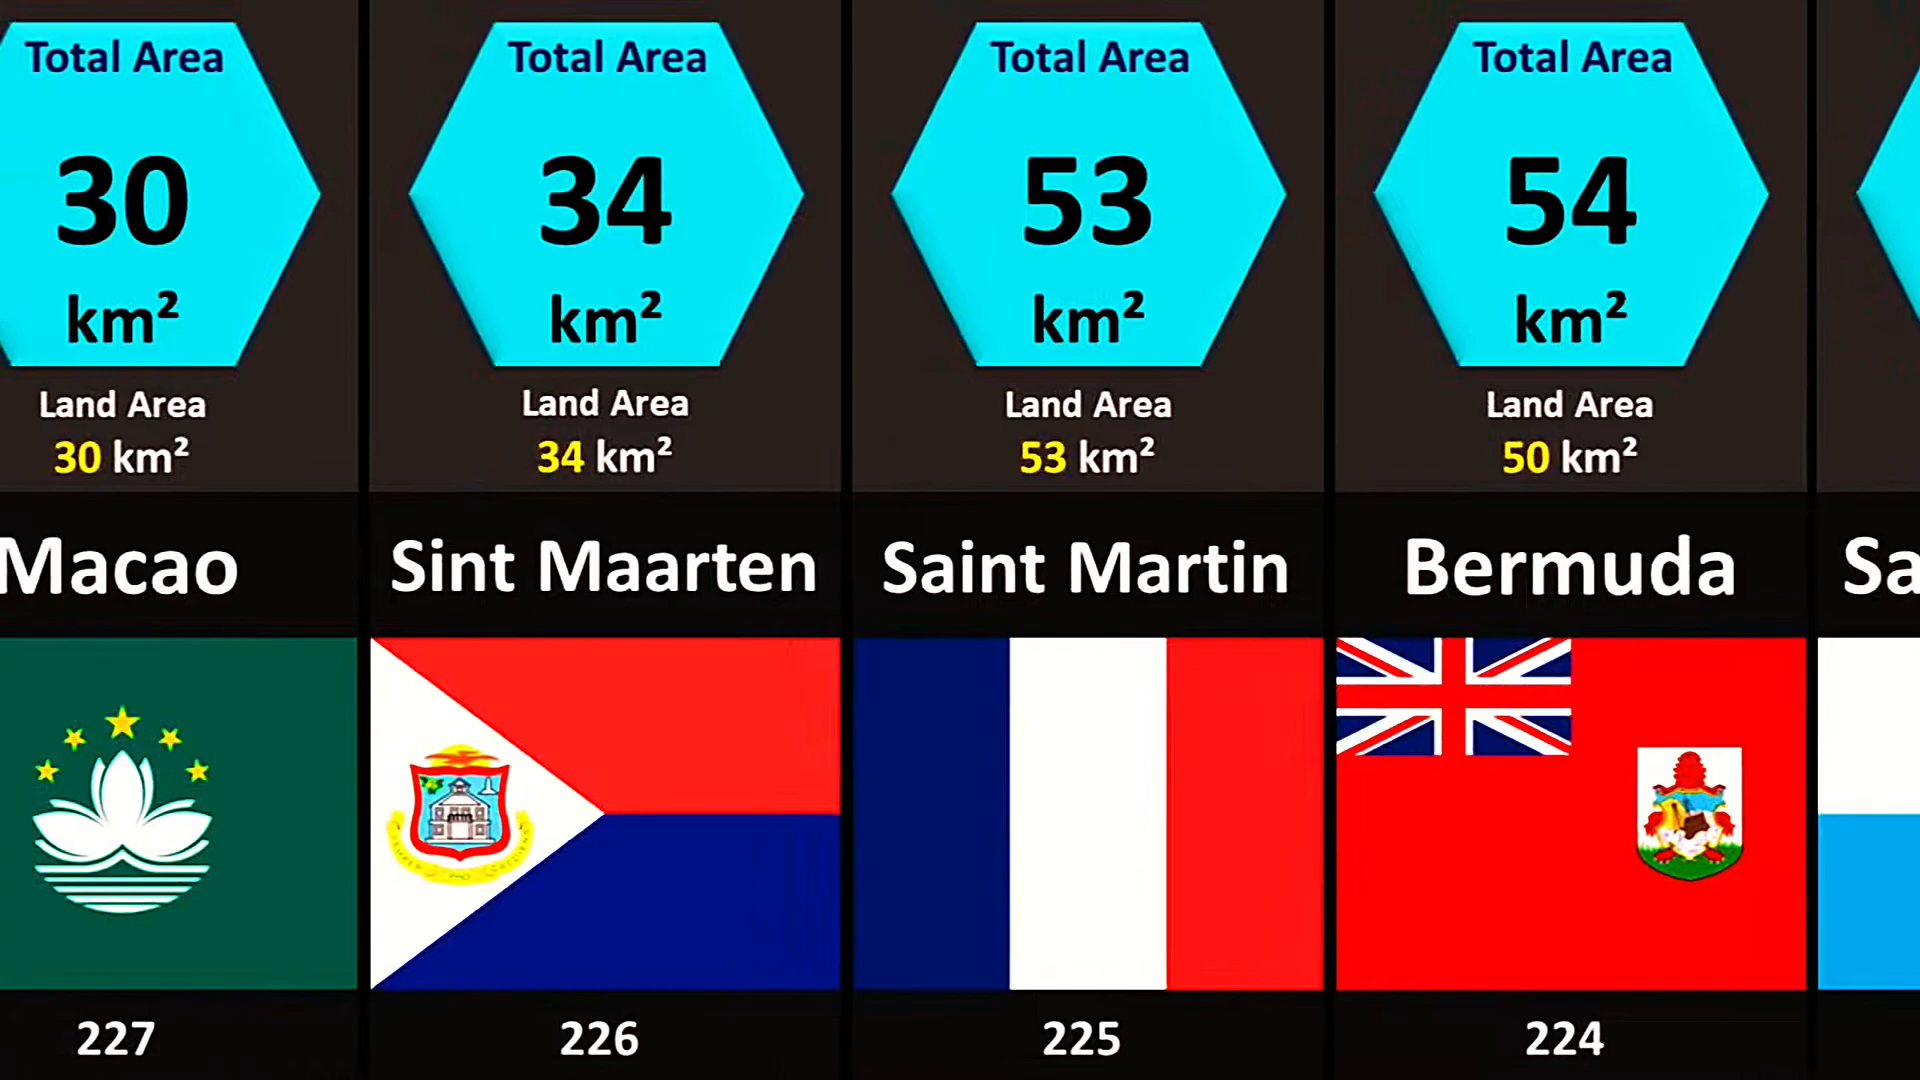 Total Area
30
km²
Land Area
30 km²
Macao
227
Total Area
34
km²
Land Area
34 km²
Sint Maarten
226
Total Area
53
km²
Land Area
53 km²
Saint Martin
225
Total Area
54
km²
Land Area
50 km²
Bermuda
224
Sa